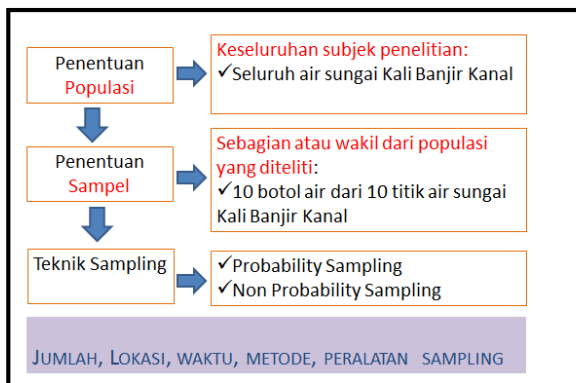 Penentuan
Populasi
Keseluruhan subjek penelitian:
✓Seluruh air sungai Kali Banjir Kanal
Penentuan
Sampel
Sebagian atau wakil dari populasi
yang diteliti:
✓10 botol air dari 10 titik air sungai
Kali Banjir Kanal
Teknik Sampling
✓Probability Sampling
✓Non Probability Sampling
JUMLAH, LOKASI, WAKTU, METODE, PERALATAN SAMPLING